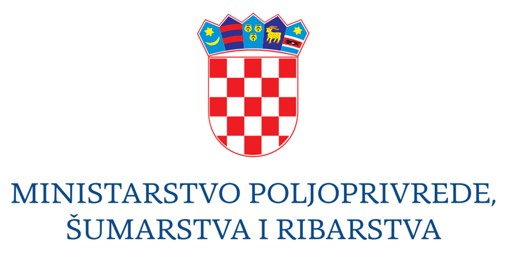 MINISTARSTVO POLJOPRIVREDE,
ŠUMARSTVA I RIBARSTVA